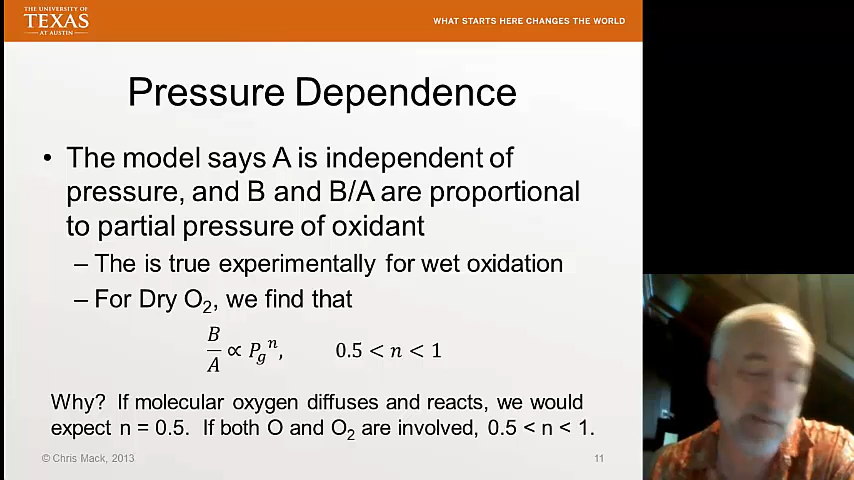 THE UNIVERSITY OF
TEXAS
AT AUSTIN
WHAT STARTS HERE CHANGES THE WORLD
Pressure Dependence
• The model says A is independent of
pressure, and B and B/A are proportional
to partial pressure of oxidant
– The is true experimentally for wet oxidation
– For Dry O₂, we find that
B/A ∝ P_g^n, 0.5 < n < 1
Why? If molecular oxygen diffuses and reacts, we would
expect n = 0.5. If both O and O₂ are involved, 0.5 < n < 1.
© Chris Mack, 2013
11